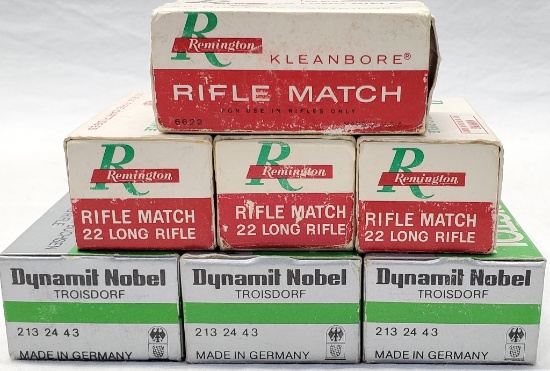 R
Remington
KLEANBORE®
RIFLE MATCH
FOR USE IN RIFLES ONLY
6622
R
Remington
RIFLE MATCH
22 LONG RIFLE
R
Remington
RIFLE MATCH
22 LONG RIFLE
R
Remington
RIFLE MATCH
22 LONG RIFLE
Dynamit Nobel
TROISDORF
213 24 43
MADE IN GERMANY
Dynamit Nobel
TROISDORF
213 24 43
MADE IN GERMANY
Dynamit Nobel
TROISDORF
213 24 43
MADE IN GERMANY